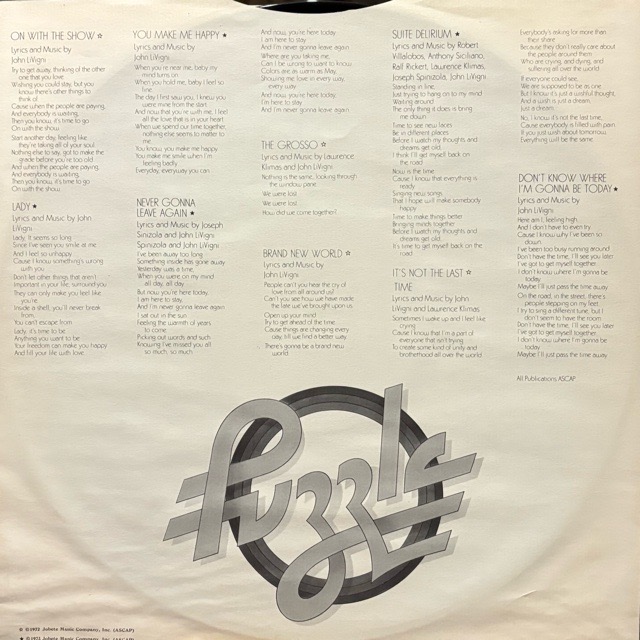 ON WITH THE SHOW ☆
Lyrics and Music by
John LiVigni
Try to get away, thinking of the other
one that you love
Wishing you could stay, but you
know there's other things to
think of
Cause when the people are paying,
And everybody is waiting,
Then you know, it's time to go
On with the show
Start another day, feeling like
they're taking all of your soul
Nothing else to say, got to make the
grade before you're too old
And when the people are paying,
And everybody is waiting,
Then you know, it's time to go
On with the show
LADY ★
Lyrics and Music by John
LiVigni
Lady, it seems so long
Since I've seen you smile at me
And I feel so unhappy
Cause I know something's wrong
with you
Don't let other things that aren't
important in your life, surround you
They can only make you feel like
you're
Inside a shell, you'll never break
from,
You can't escape from
Lady, it's time to be
Anything you want to be
Your freedom can make you happy
And fill your life with love
YOU MAKE ME HAPPY ★
Lyrics and Music by
John LiVigni
When you're near me, baby my
mind turns on
When you hold me, baby I feel so
fine
The day I first saw you, I knew you
were mine from the start
And now that you're with me, I feel
all the love that is in your heart
When we spend our time together,
nothing else seems to matter to
me
You know, you make me happy
You make me smile when I'm
feeling badly
Everyday, everyway you can
NEVER GONNA
LEAVE AGAIN ★
Lyrics and Music by Joseph
Spinizola and John LiVigni
I've been away too long
Something inside has gone away
Yesterday was a time,
When you were on my mind
all day, all day
But now you're here today
I am here to stay
And I'm never gonna leave again
I sat out in the sun
Feeling the warmth of years
to come
Picking out words and such
Knowing I've missed you all
so much, so much
And now, you're here today
I am here to stay
And I'm never gonna leave again
Where are you taking me
Can I be wrong to want to know
Colors are as warm as May
Showing me love in every way,
every way
And now, you're here today
I'm here to stay
And I'm never gonna leave again
THE GROSSO ☆
Lyrics and Music by Lawrence
Klimas and John LiVigni
Nothing is the same, looking through
the window pane
We were lost
We were lost
How did we come together?
BRAND NEW WORLD ☆
Lyrics and Music by
John LiVigni
People can't you hear the cry of
love from all around us?
Can't you see how we have made
the fate we've brought upon us
Open up your mind
Try to get ahead of the time
Cause things are changing every
day, till we find a better way
There's gonna be a brand new
world
SUITE DELIRIUM ★
Lyrics and Music by Robert
Villalobos, Anthony Siciliano,
Ralf Rickert, Lawrence Klimas,
Joseph Spinizola, John LiVigni
Standing in line
Just trying to hang on to my mind
Waiting around
The only thing it does is bring
me down
Time to see new faces
Be in different places
Before I watch my thoughts and
dreams get old
I think I'll get myself back on
the road
Now is the time
Cause I know that everything is
ready
Singing new songs
That I hope will make somebody
happy
Time to make things better
Bringing minds together
Before I watch my thoughts and
dreams get old
It's time to get myself back on the
road
IT'S NOT THE LAST ☆
TIME
Lyrics and Music by John
LiVigni and Lawrence Klimas
Sometimes I wake up and I feel like
crying
Cause I know that I'm a part of
everyone that isn't trying
To create some kind of unity and
brotherhood all over the world
Everybody's asking for more than
their share
Because they don't really care about
the people around them
Who are crying, and dying, and
suffering all over the world
If everyone could see,
We are supposed to be as one
But I know it's just a wishful thought,
And a wish is just a dream,
Just a dream
No, I know it's not the last time,
Cause everybody is filled with pain
If you just wish about tomorrow,
Everything will be the same
DON'T KNOW WHERE
I'M GONNA BE TODAY ★
Lyrics and Music by
John LiVigni
Here am I, feeling high
And I don't have to even try
Cause I know why I've been so
down
I've been too busy running around
Don't have the time, I'll see you later
I've got to get myself together
I don't know where I'm gonna be
today
Maybe I'll just pass the time away
On the road, in the street, there's
people stepping on my feet
I try to sing a different tune, but I
don't seem to have the room
Don't have the time, I'll see you later
I've got to get myself together
I don't know where I'm gonna be
today
Maybe I'll just pass the time away
All Publications ASCAP
Puzzle
☆ ©1972 Jobete Music Company, Inc. (ASCAP)
★ ©1973 Jobete Music Company, Inc. (ASCAP)